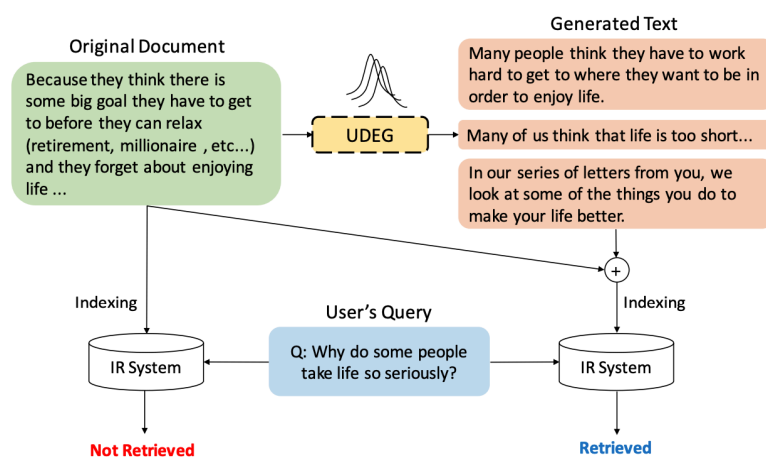 Original Document
Generated Text
Because they think there is
some big goal they have to get
to before they can relax
(retirement, millionaire , etc...)
and they forget about enjoying
life ...
UDEG
Many people think they have to work
hard to get to where they want to be in
order to enjoy life.
Many of us think that life is too short...
In our series of letters from you, we
look at some of the things you do to
make your life better.
+
Indexing
Indexing
User's Query
Q: Why do some people
take life so seriously?
IR System
IR System
Not Retrieved
Retrieved